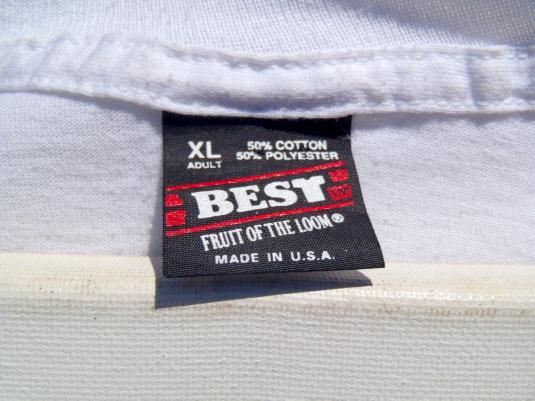 XL 50% COTTON
ADULT 50% POLYESTER
BEST
FRUIT OF THE LOOM®
MADE IN U.S.A.